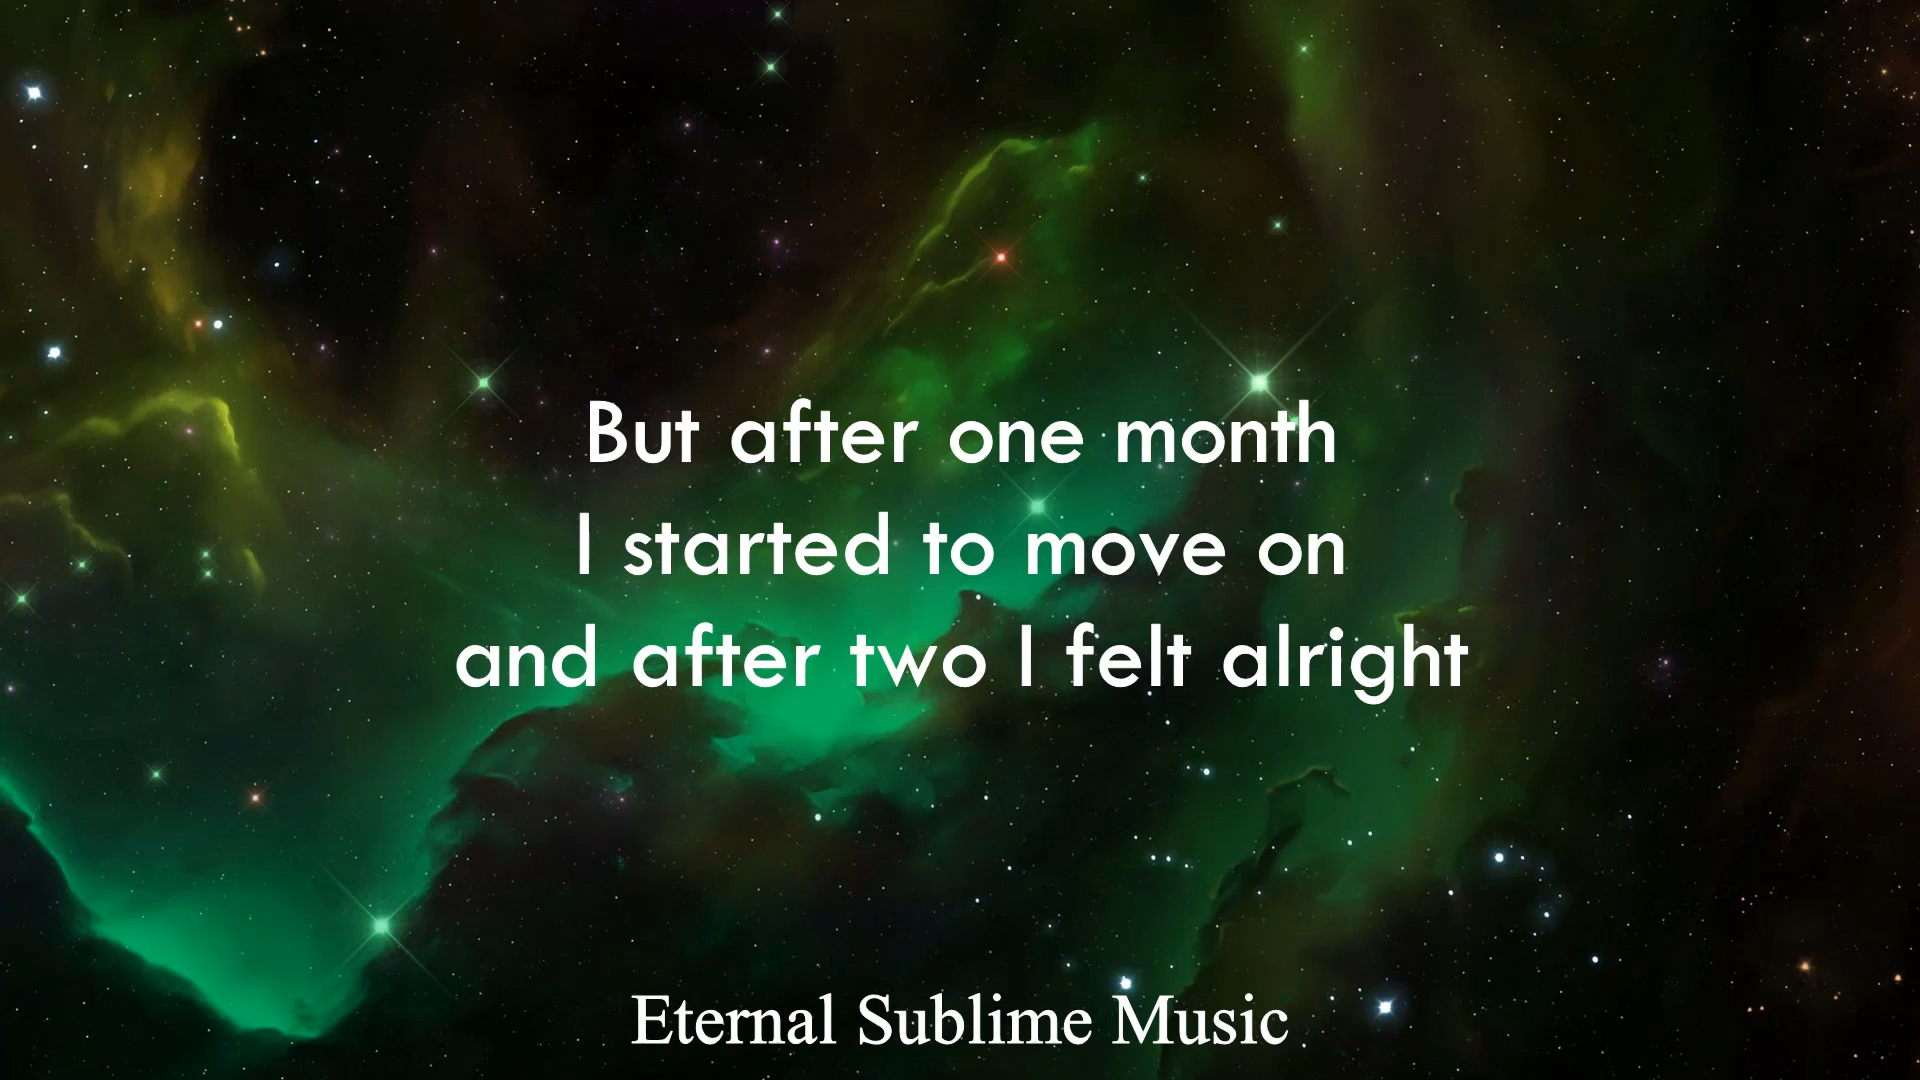 But after one month
I started to move on
and after two I felt alright
Eternal Sublime Music